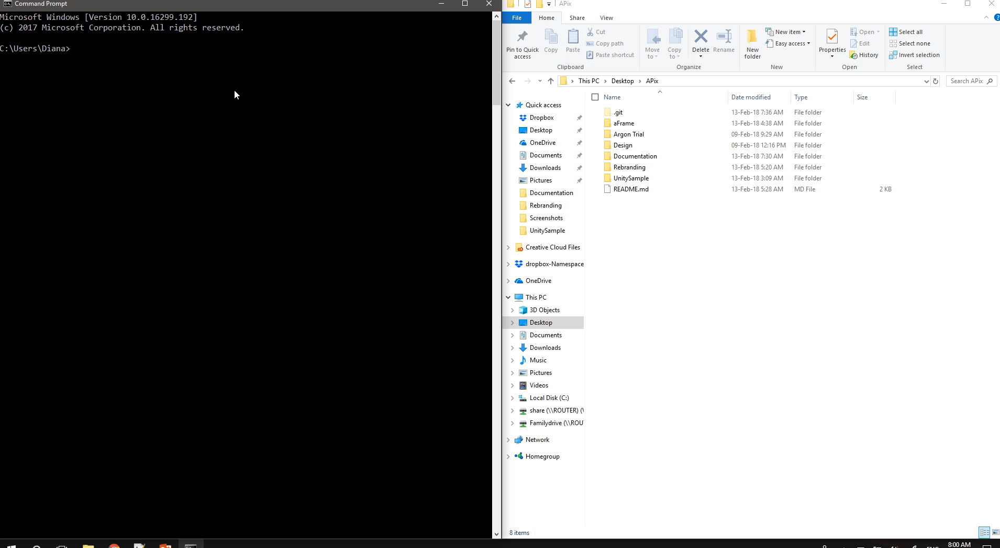 Command Prompt
Microsoft Windows [Version 10.0.16299.192]
(c) 2017 Microsoft Corporation. All rights reserved.
C:\Users\Diana>
APix
File Home Share View
Pin to Quick access
Copy
Paste
Cut
Copy path
Paste shortcut
Clipboard
Move to
Copy to
Delete
Rename
Organize
New folder
New item
Easy access
New
Properties
Open
Edit
History
Open
Select all
Select none
Invert selection
Select
This PC > Desktop > APix
Search APix
Quick access
Dropbox
Desktop
OneDrive
Documents
Downloads
Pictures
Documentation
Rebranding
Screenshots
UnitySample
Creative Cloud Files
dropbox-Namespace
OneDrive
This PC
3D Objects
Desktop
Documents
Downloads
Music
Pictures
Videos
Local Disk (C:)
share (\\ROUTER) (
Familydrive (\\ROU
Network
Homegroup
Name Date modified Type Size
.git 13-Feb-18 7:36 AM File folder
aFrame 13-Feb-18 4:38 AM File folder
Argon Trial 09-Feb-18 9:29 AM File folder
Design 09-Feb-18 12:16 PM File folder
Documentation 13-Feb-18 7:30 AM File folder
Rebranding 13-Feb-18 5:20 AM File folder
UnitySample 13-Feb-18 3:09 AM File folder
README.md 13-Feb-18 5:28 AM MD File 2 KB
8 items
8:00 AM